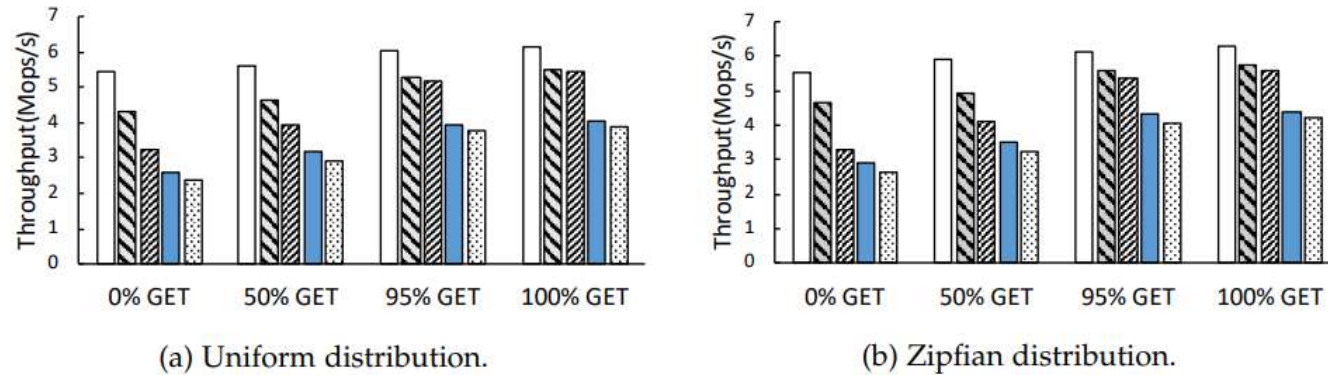 Throughput(Mops/s)
7
6
5
4
3
2
1
0
0% GET 50% GET 95% GET 100% GET
(a) Uniform distribution.
Throughput(Mops/s)
7
6
5
4
3
2
1
0
0% GET 50% GET 95% GET 100% GET
(b) Zipfian distribution.